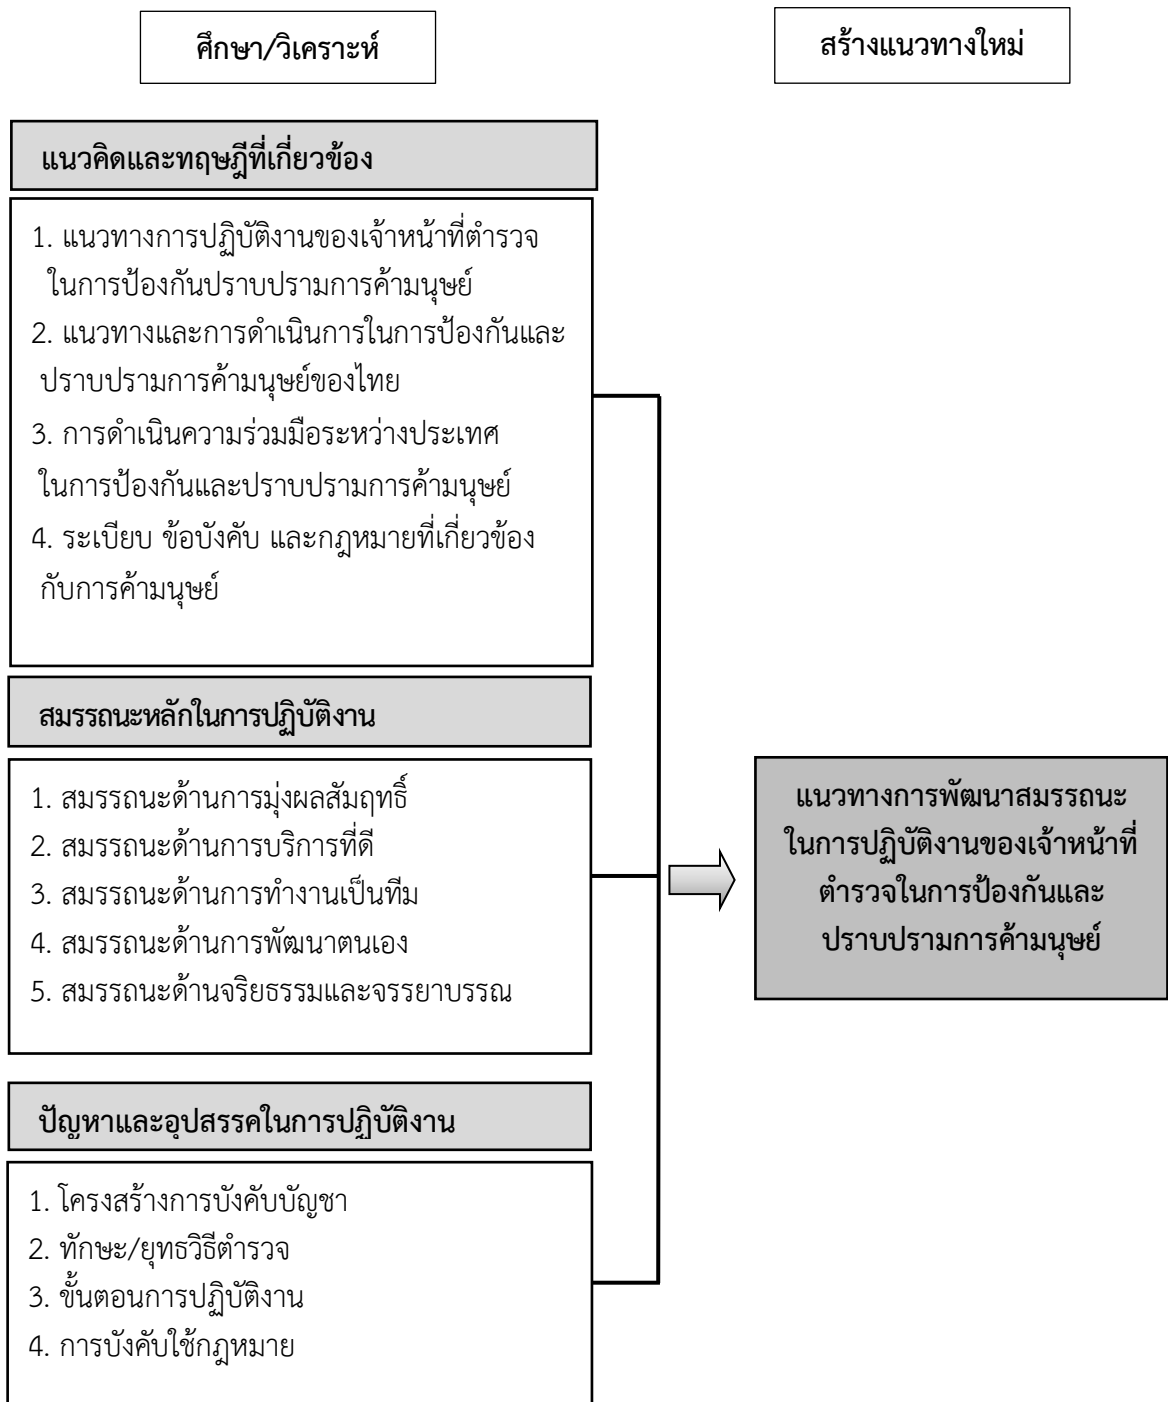 ศึกษา/วิเคราะห์
สร้างแนวทางใหม่
แนวคิดและทฤษฎีที่เกี่ยวข้อง
1. แนวทางการปฏิบัติงานของเจ้าหน้าที่ตำรวจ
ในการป้องกันปราบปรามการค้ามนุษย์
2. แนวทางและการดำเนินการในการป้องกันและ
ปราบปรามการค้ามนุษย์ของไทย
3. การดำเนินความร่วมมือระหว่างประเทศ
ในการป้องกันและปราบปรามการค้ามนุษย์
4. ระเบียบ ข้อบังคับ และกฎหมายที่เกี่ยวข้อง
กับการค้ามนุษย์
สมรรถนะหลักในการปฏิบัติงาน
1. สมรรถนะด้านการมุ่งผลสัมฤทธิ์
2. สมรรถนะด้านการบริการที่ดี
3. สมรรถนะด้านการทำงานเป็นทีม
4. สมรรถนะด้านการพัฒนาตนเอง
5. สมรรถนะด้านจริยธรรมและจรรยาบรรณ
ปัญหาและอุปสรรคในการปฏิบัติงาน
1. โครงสร้างการบังคับบัญชา
2. ทักษะ/ยุทธวิธีตำรวจ
3. ขั้นตอนการปฏิบัติงาน
4. การบังคับใช้กฎหมาย
แนวทางการพัฒนาสมรรถนะ
ในการปฏิบัติงานของเจ้าหน้าที่
ตำรวจในการป้องกันและ
ปราบปรามการค้ามนุษย์